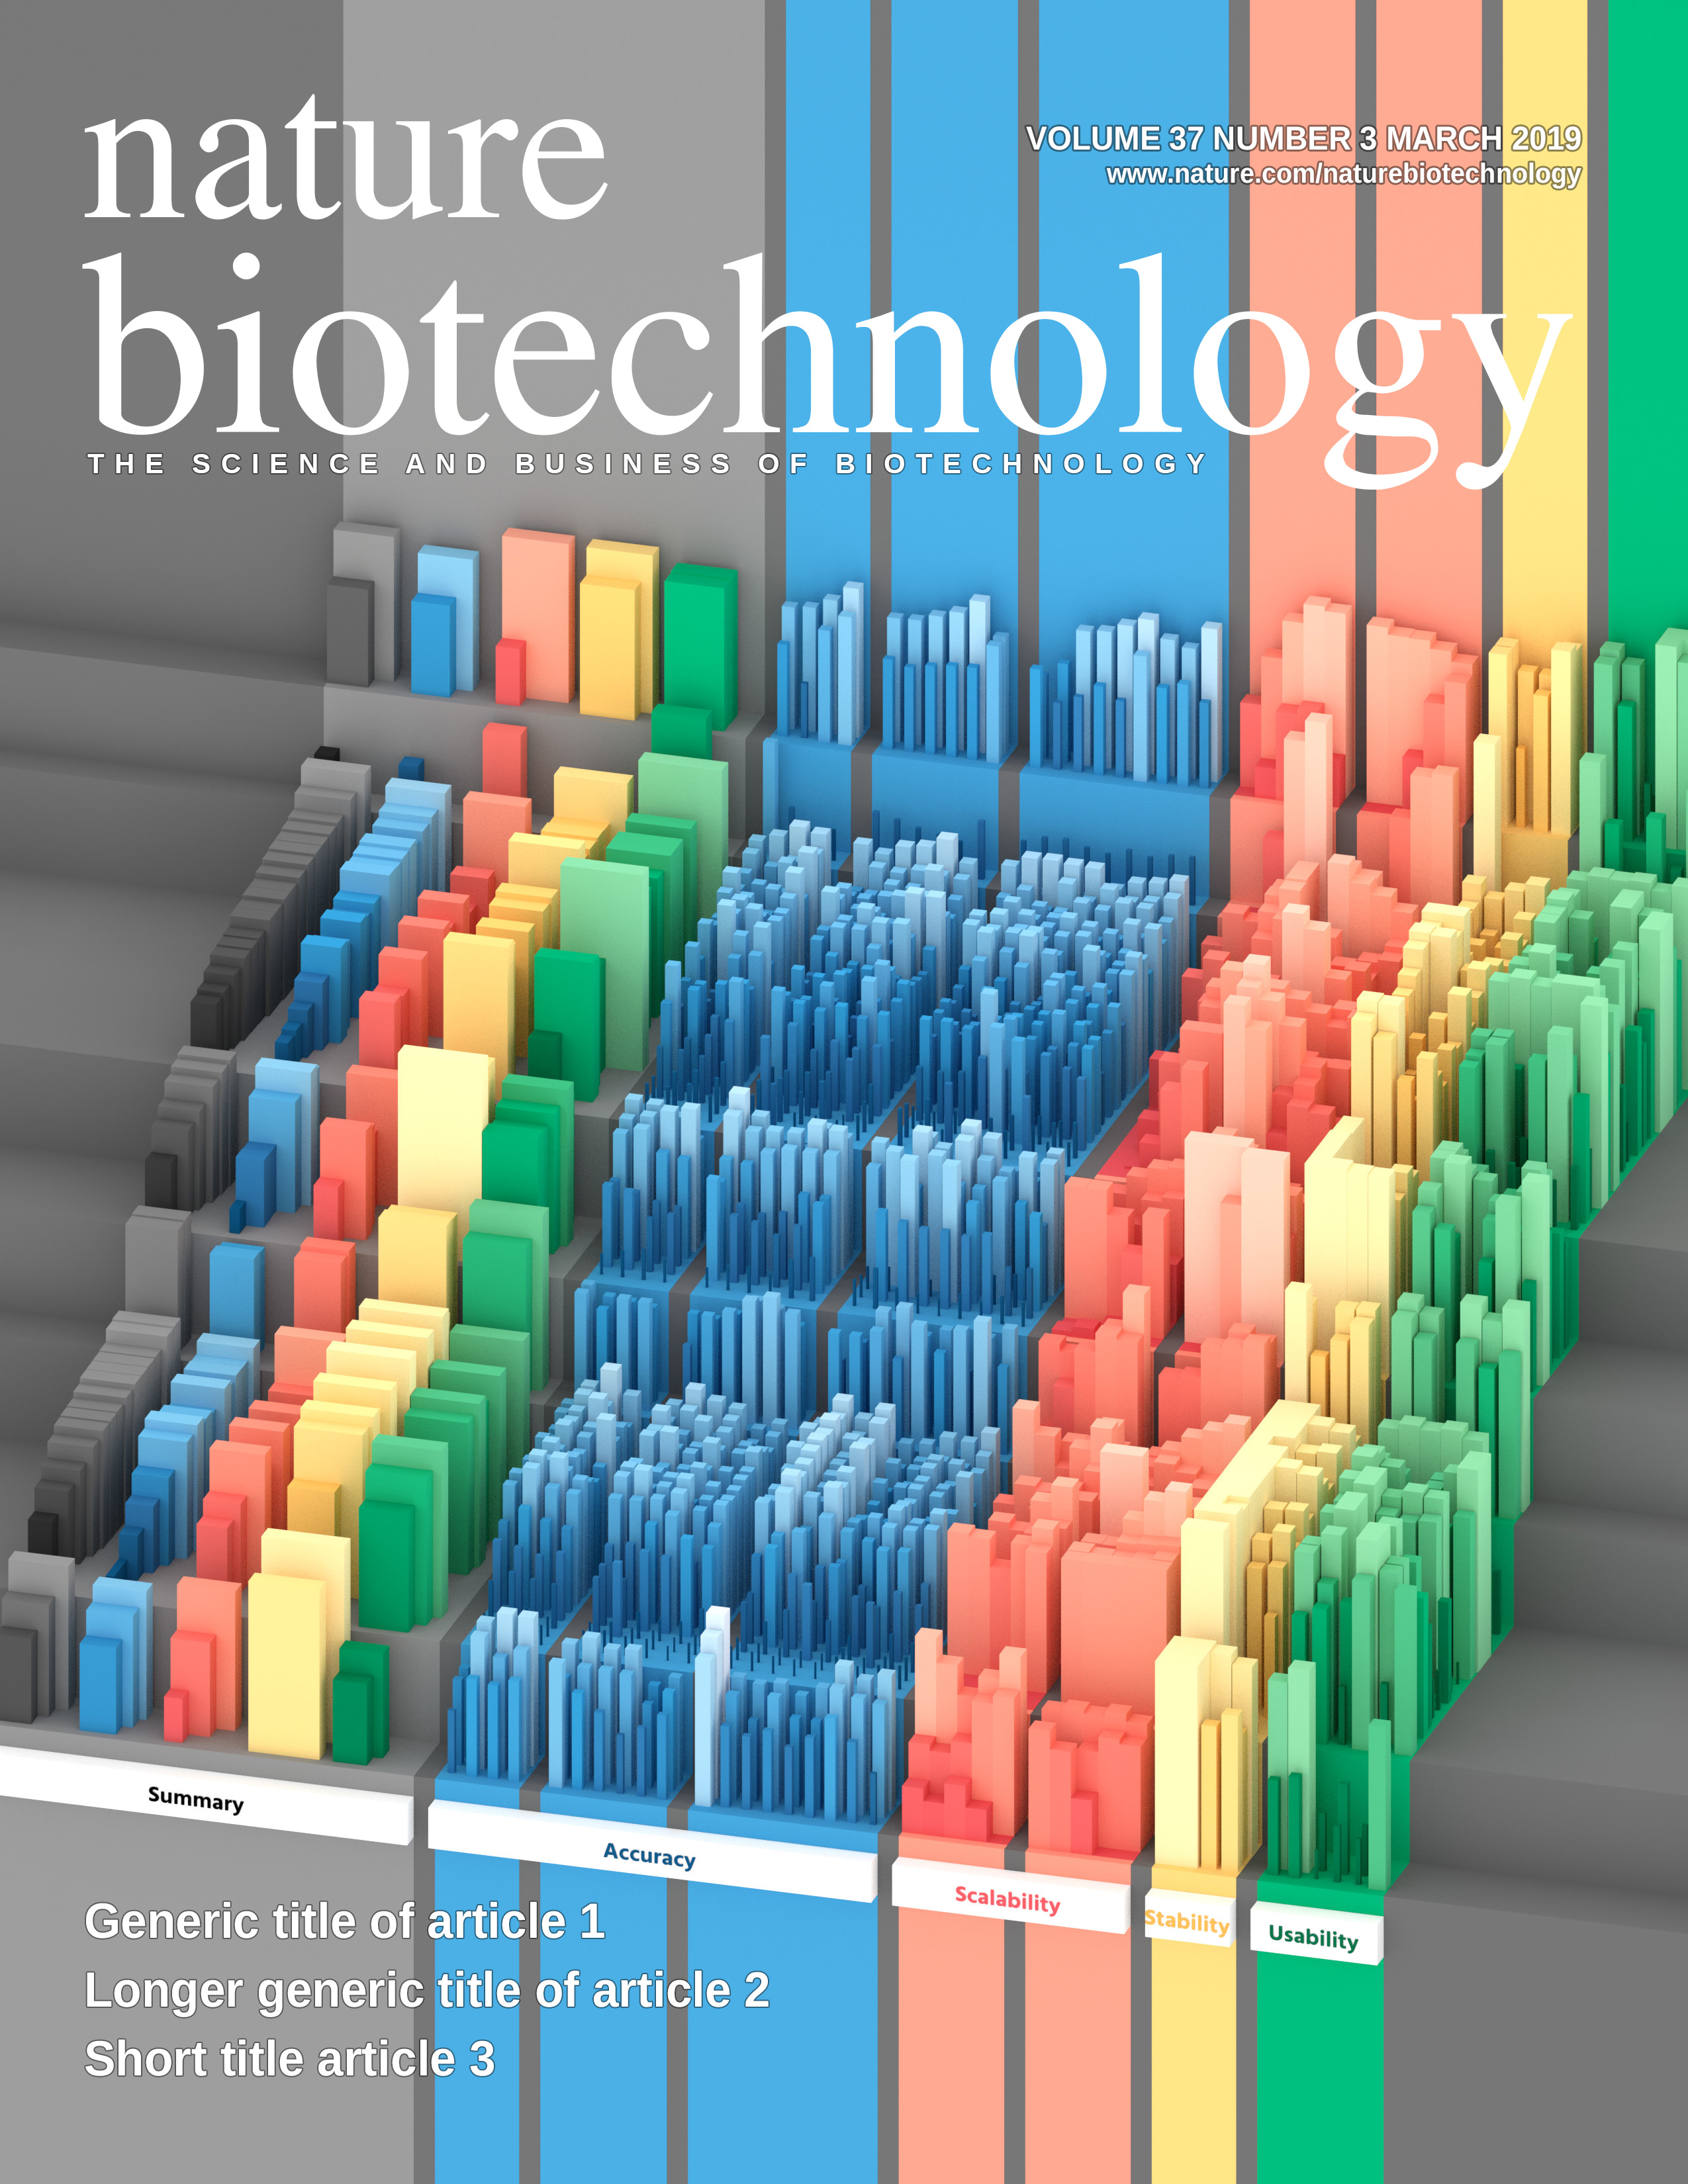 nature
VOLUME 37 NUMBER 3 MARCH 2019
www.nature.com/naturebiotechnology
biotechnology
THE SCIENCE AND BUSINESS OF BIOTECHNOLOGY
Summary
Accuracy
Scalability
Stability
Usability
Generic title of article 1
Longer generic title of article 2
Short title article 3